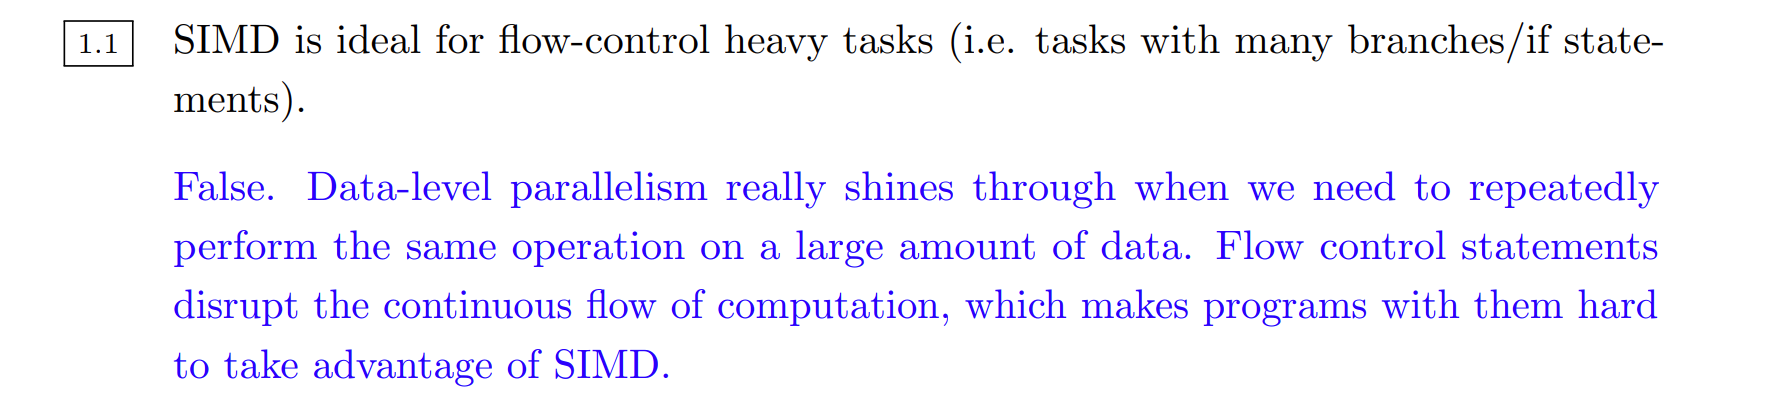 1.1 SIMD is ideal for flow-control heavy tasks (i.e. tasks with many branches/if state-
ments).
False. Data-level parallelism really shines through when we need to repeatedly
perform the same operation on a large amount of data. Flow control statements
disrupt the continuous flow of computation, which makes programs with them hard
to take advantage of SIMD.